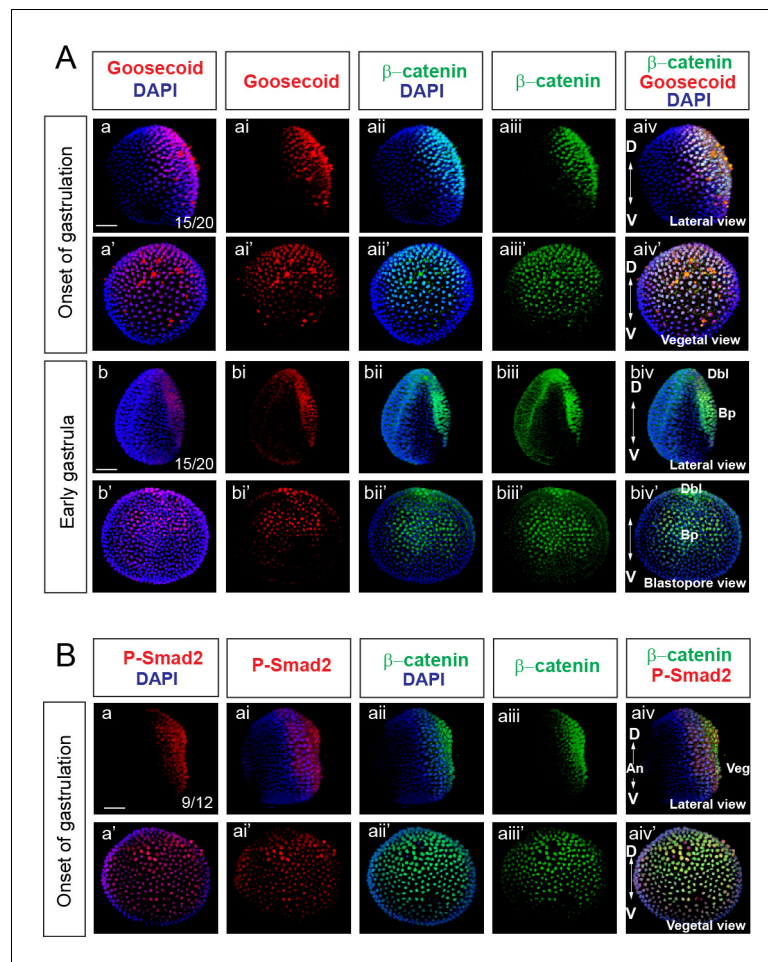 A
Goosecoid
DAPI
Goosecoid
β-catenin
DAPI
β-catenin
β-catenin
Goosecoid
DAPI
Onset of gastrulation
a
15/20
ai
aii
aiii
aiv
D
V
Lateral view
a'
ai'
aii'
aiii'
aiv'
D
V
Vegetal view
Early gastrula
b
15/20
bi
bii
biii
biv
Dbl
D
Bp
V
Lateral view
b'
bi'
bii'
biii'
biv'
Dbl
Bp
V
Blastopore view
B
P-Smad2
DAPI
P-Smad2
β-catenin
DAPI
β-catenin
β-catenin
P-Smad2
Onset of gastrulation
a
9/12
ai
aii
aiii
aiv
D
An
Veg
V
Lateral view
a'
ai'
aii'
aiii'
aiv'
D
V
Vegetal view